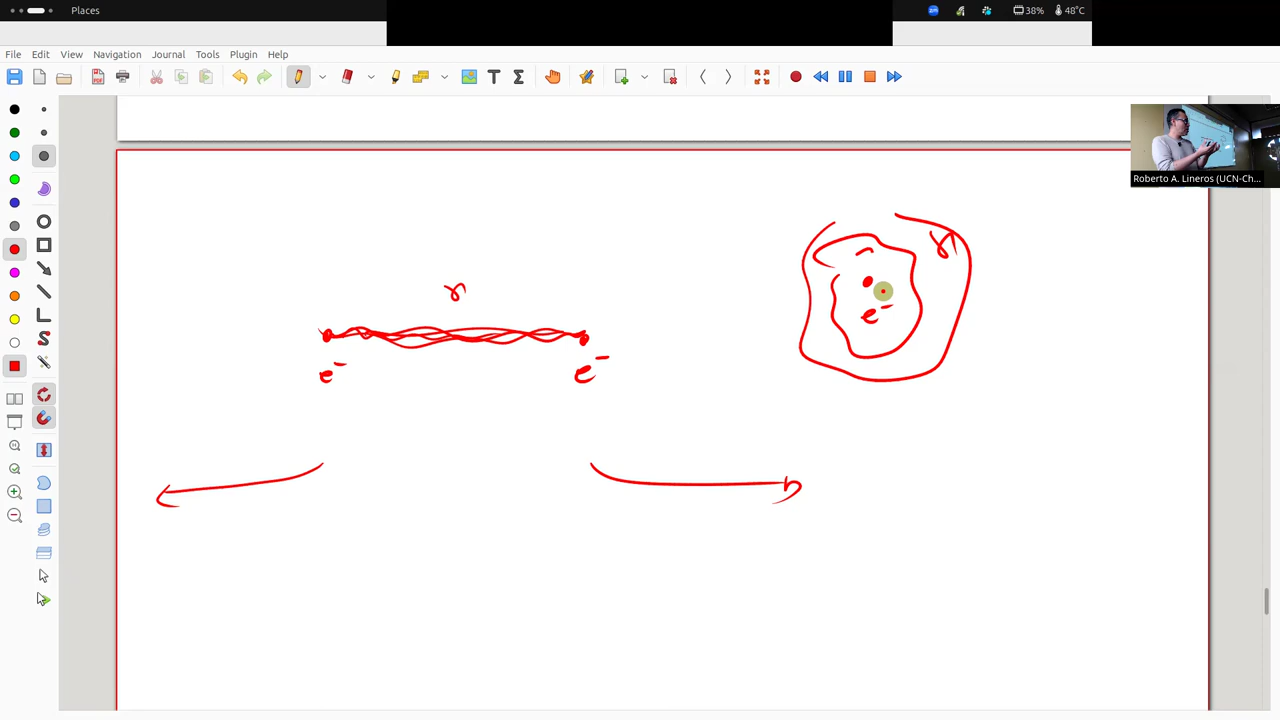 Places
38%
48°C
File Edit View Navigation Journal Tools Plugin Help
Roberto A. Lineros (UCN-Ch...
r
e⁻
e⁻
e⁻